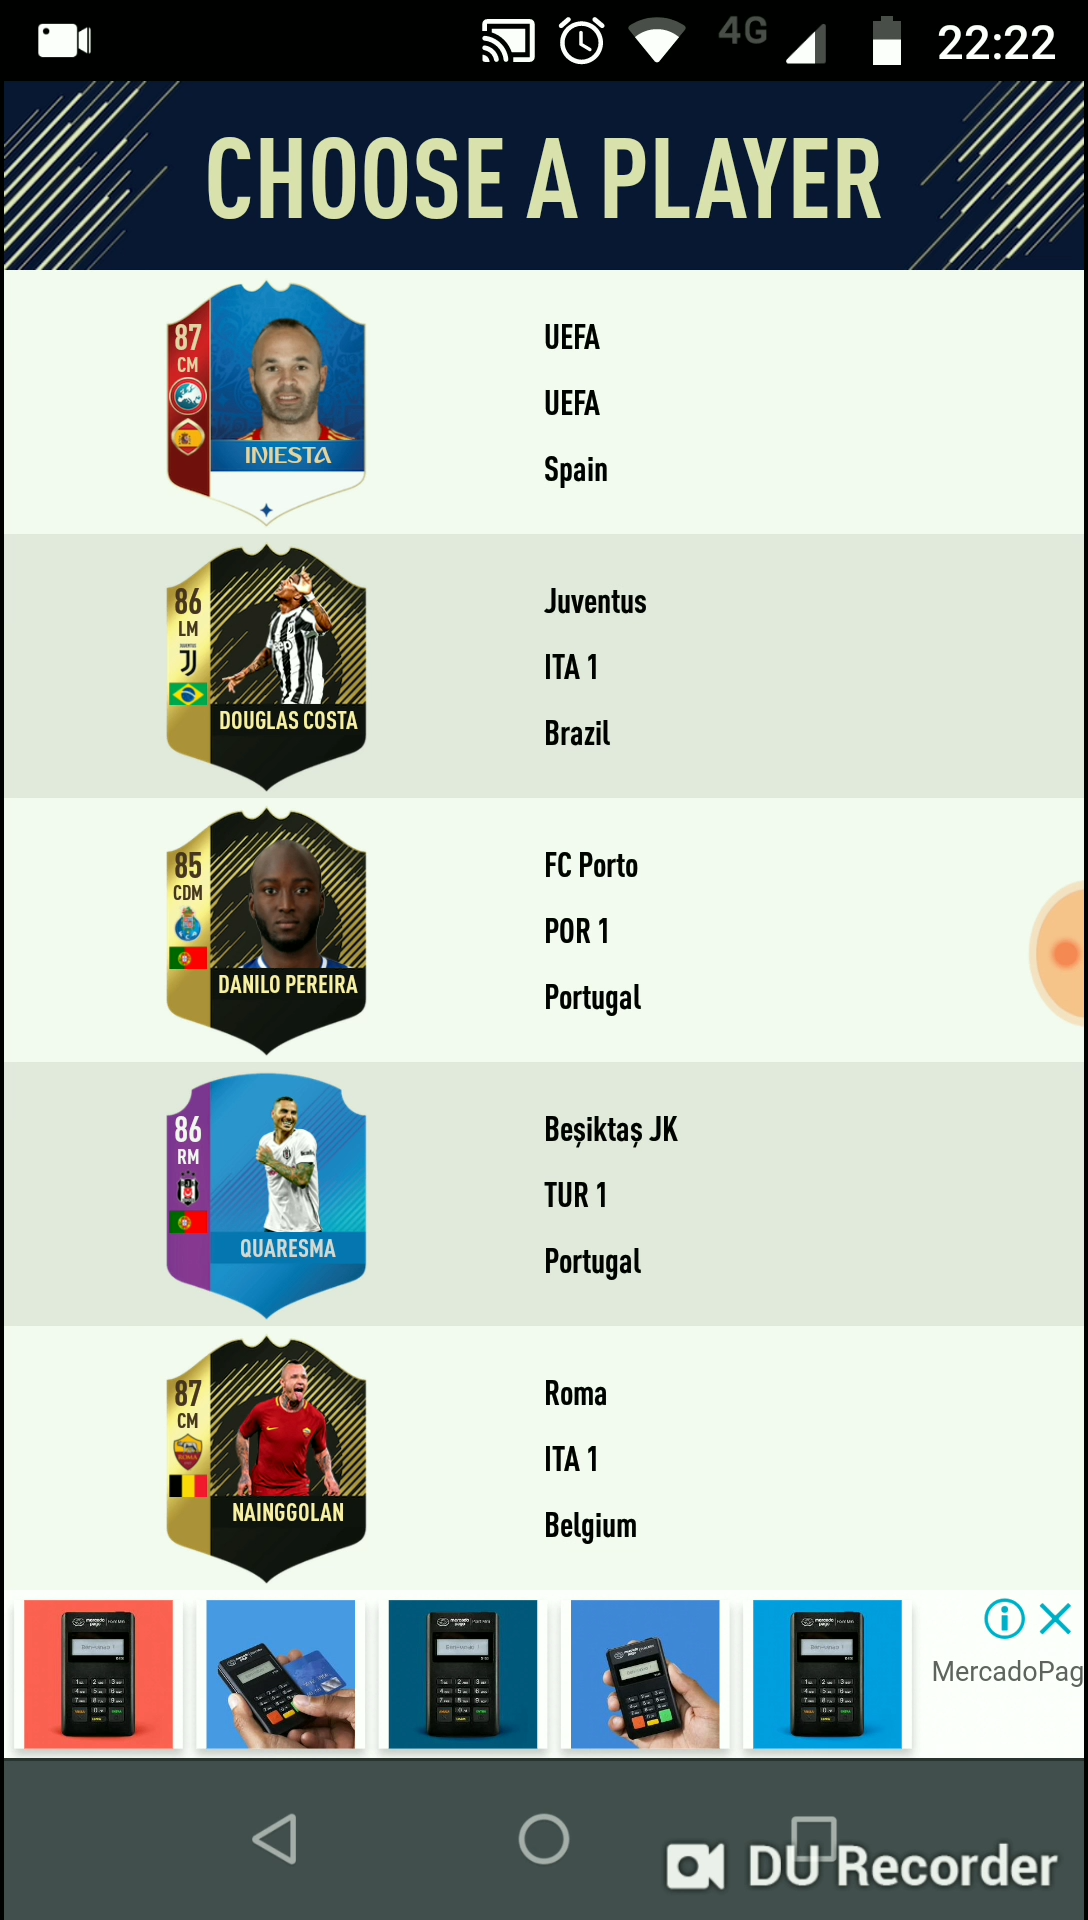 4G 22:22
CHOOSE A PLAYER
87
CM
INIESTA
UEFA
UEFA
Spain
86
LM
DOUGLAS COSTA
Juventus
ITA 1
Brazil
85
CDM
DANILO PEREIRA
FC Porto
POR 1
Portugal
86
RM
QUARESMA
Beşiktaş JK
TUR 1
Portugal
87
CM
NAINGGOLAN
Roma
ITA 1
Belgium
MercadoPag
DU Recorder